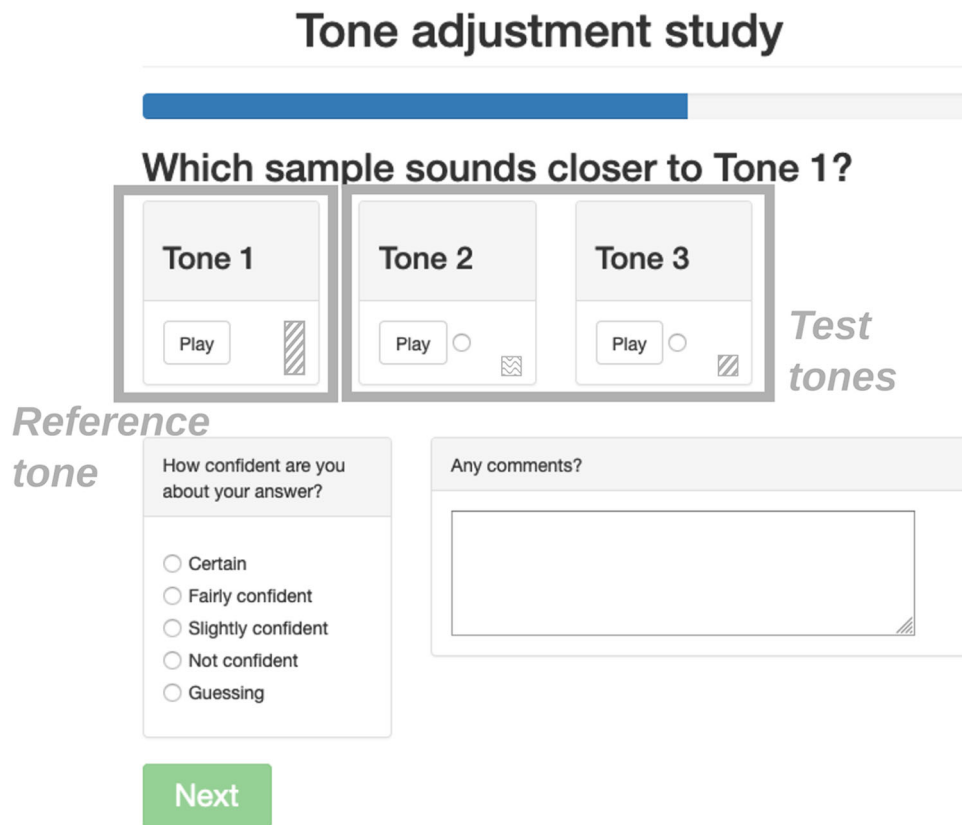 Tone adjustment study
Which sample sounds closer to Tone 1?
Tone 1
Tone 2
Tone 3
Play
Play
Play
Test
tones
Reference
tone
How confident are you
about your answer?
Any comments?
Certain
Fairly confident
Slightly confident
Not confident
Guessing
Next